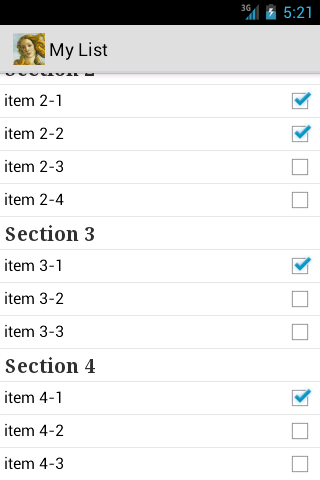 3G 5:21
My List
Section 2
item 2-1
item 2-2
item 2-3
item 2-4
Section 3
item 3-1
item 3-2
item 3-3
Section 4
item 4-1
item 4-2
item 4-3